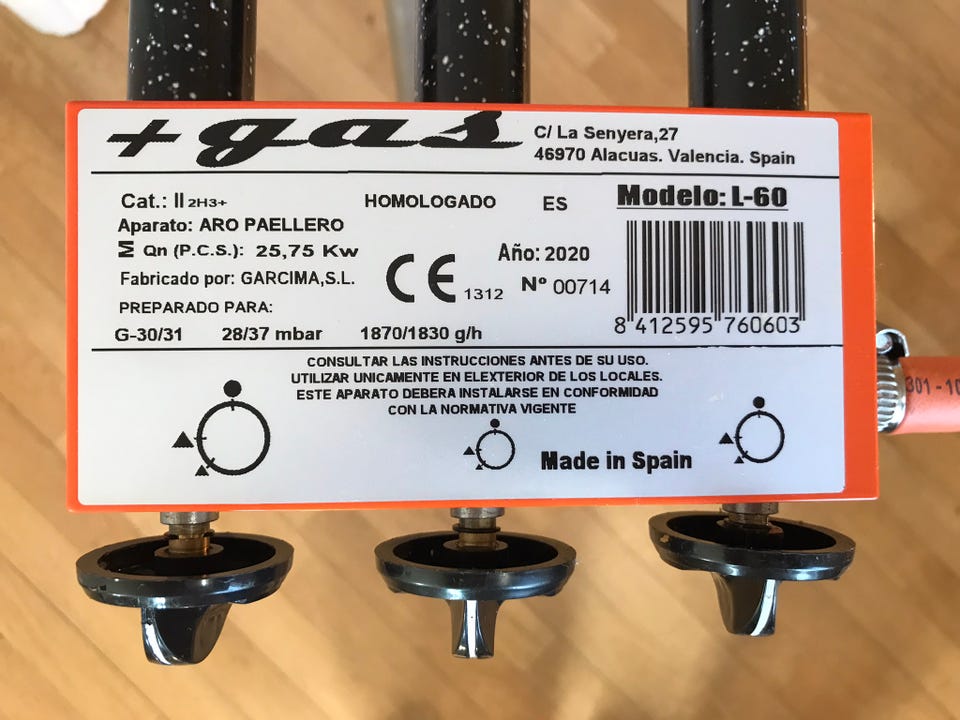 +gas
C/ La Senyera,27
46970 Alacuas. Valencia. Spain
Cat.: II 2H3+ HOMOLOGADO ES Modelo: L-60
Aparato: ARO PAELLERO
Σ Qn (P.C.S.): 25,75 Kw
Año: 2020
Fabricado por: GARCIMA,S.L.
CE 1312 Nº 00714
PREPARADO PARA:
G-30/31 28/37 mbar 1870/1830 g/h
8 412595 760603
CONSULTAR LAS INSTRUCCIONES ANTES DE SU USO.
UTILIZAR UNICAMENTE EN ELEXTERIOR DE LOS LOCALES.
ESTE APARATO DEBERA INSTALARSE EN CONFORMIDAD
CON LA NORMATIVA VIGENTE
Made in Spain